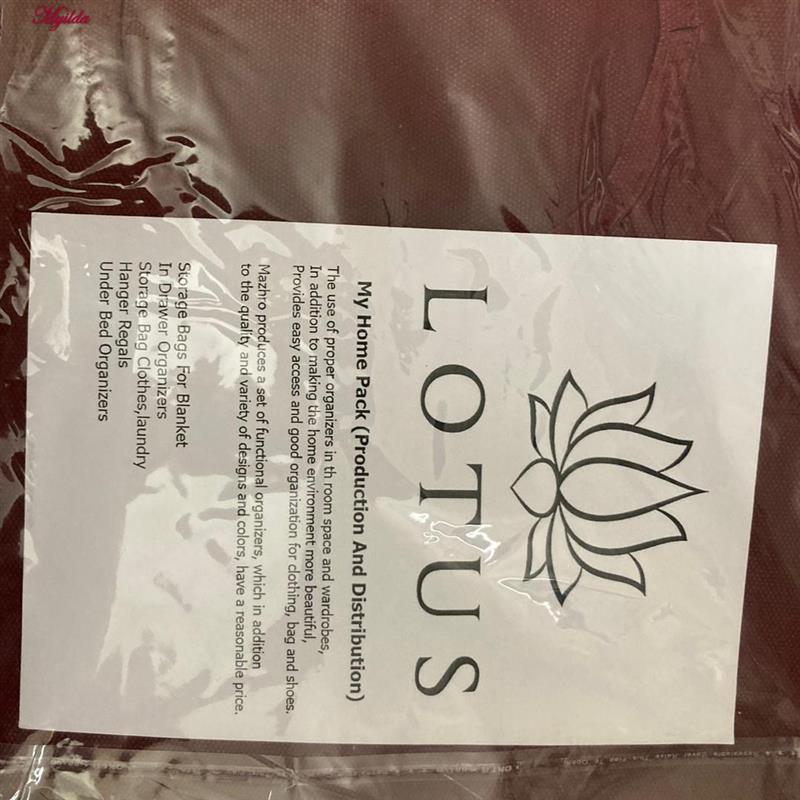 Myilda
LOTUS
My Home Pack (Production And Distribution)
The use of proper organizers in th room space and wardrobes,
In addition to making the home environment more beautiful,
Provides easy access and good organization for clothing, bag and shoes.
Mazhro produces a set of functional organizers, which in addition
to the quality and variety of designs and colors, have a reasonable price.
Storage Bags For Blanket
In Drawer Organizers
Storage Bag Clothes,laundry
Hanger Regals
Under Bed Organizers